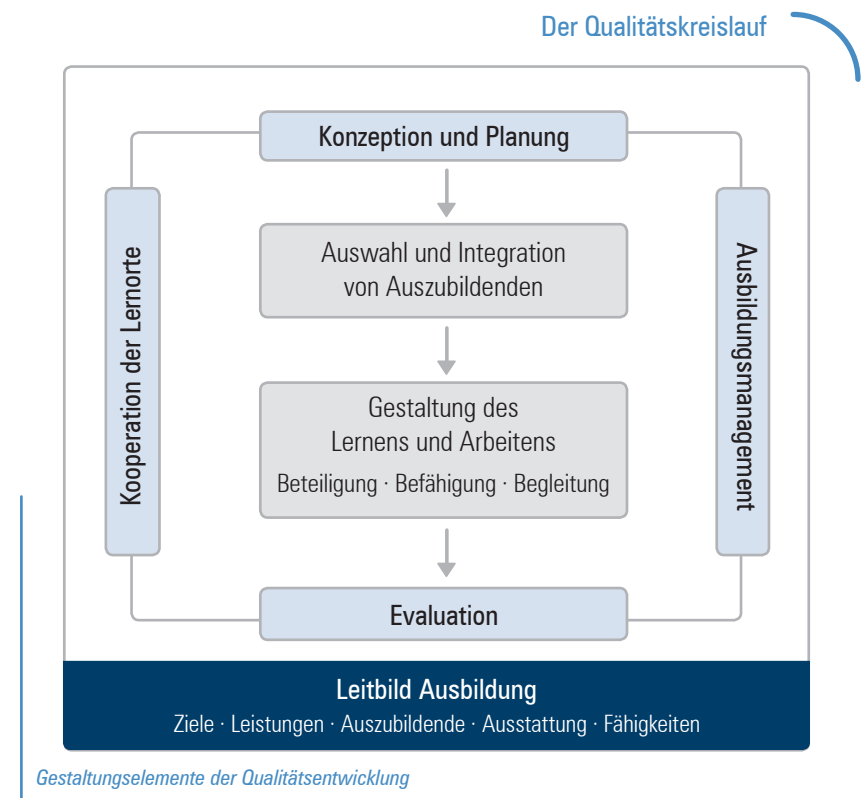 Der Qualitätskreislauf
Konzeption und Planung
Kooperation der Lernorte
Ausbildungsmanagement
Auswahl und Integration
von Auszubildenden
Gestaltung des
Lernens und Arbeitens
Beteiligung · Befähigung · Begleitung
Evaluation
Leitbild Ausbildung
Ziele · Leistungen · Auszubildende · Ausstattung · Fähigkeiten
Gestaltungselemente der Qualitätsentwicklung